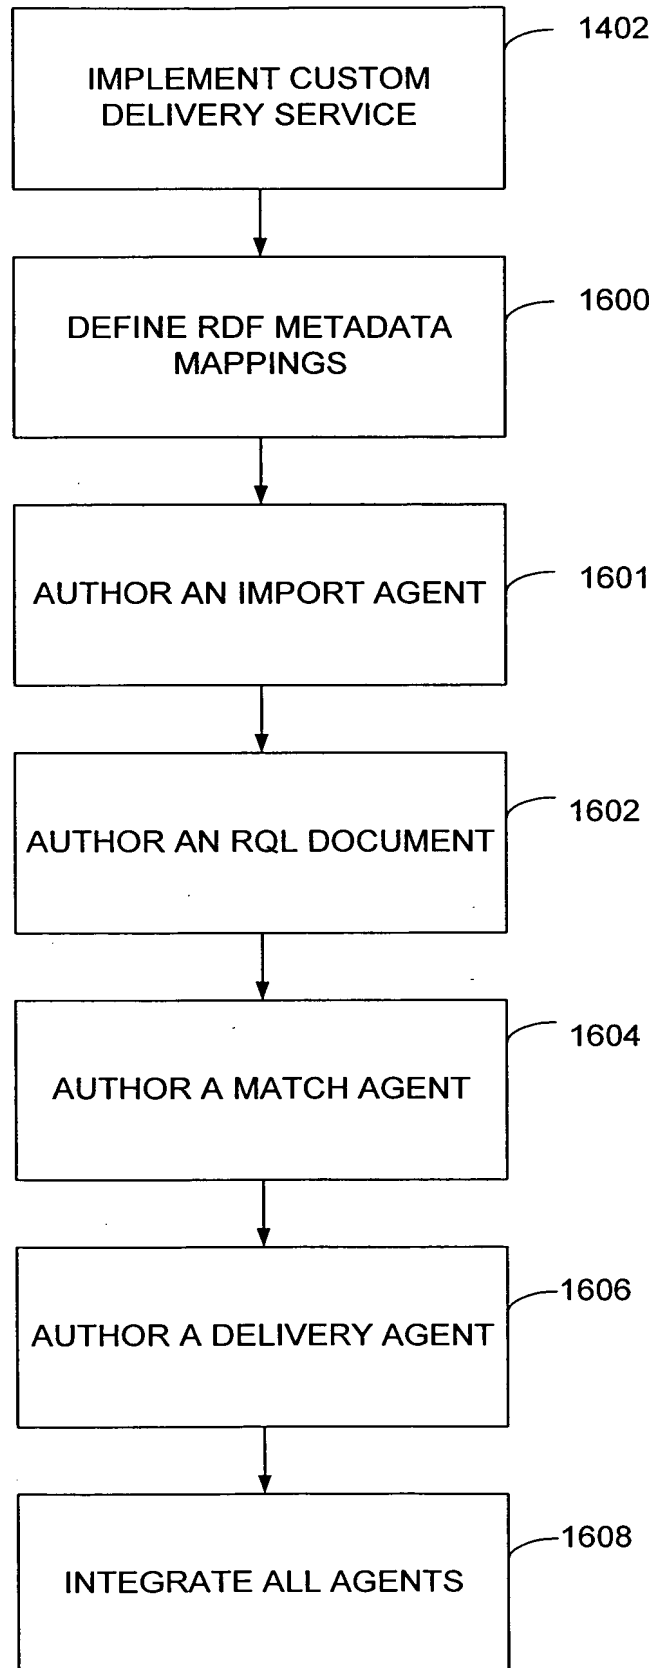 1402
IMPLEMENT CUSTOM
DELIVERY SERVICE
1600
DEFINE RDF METADATA
MAPPINGS
1601
AUTHOR AN IMPORT AGENT
1602
AUTHOR AN RQL DOCUMENT
1604
AUTHOR A MATCH AGENT
1606
AUTHOR A DELIVERY AGENT
1608
INTEGRATE ALL AGENTS